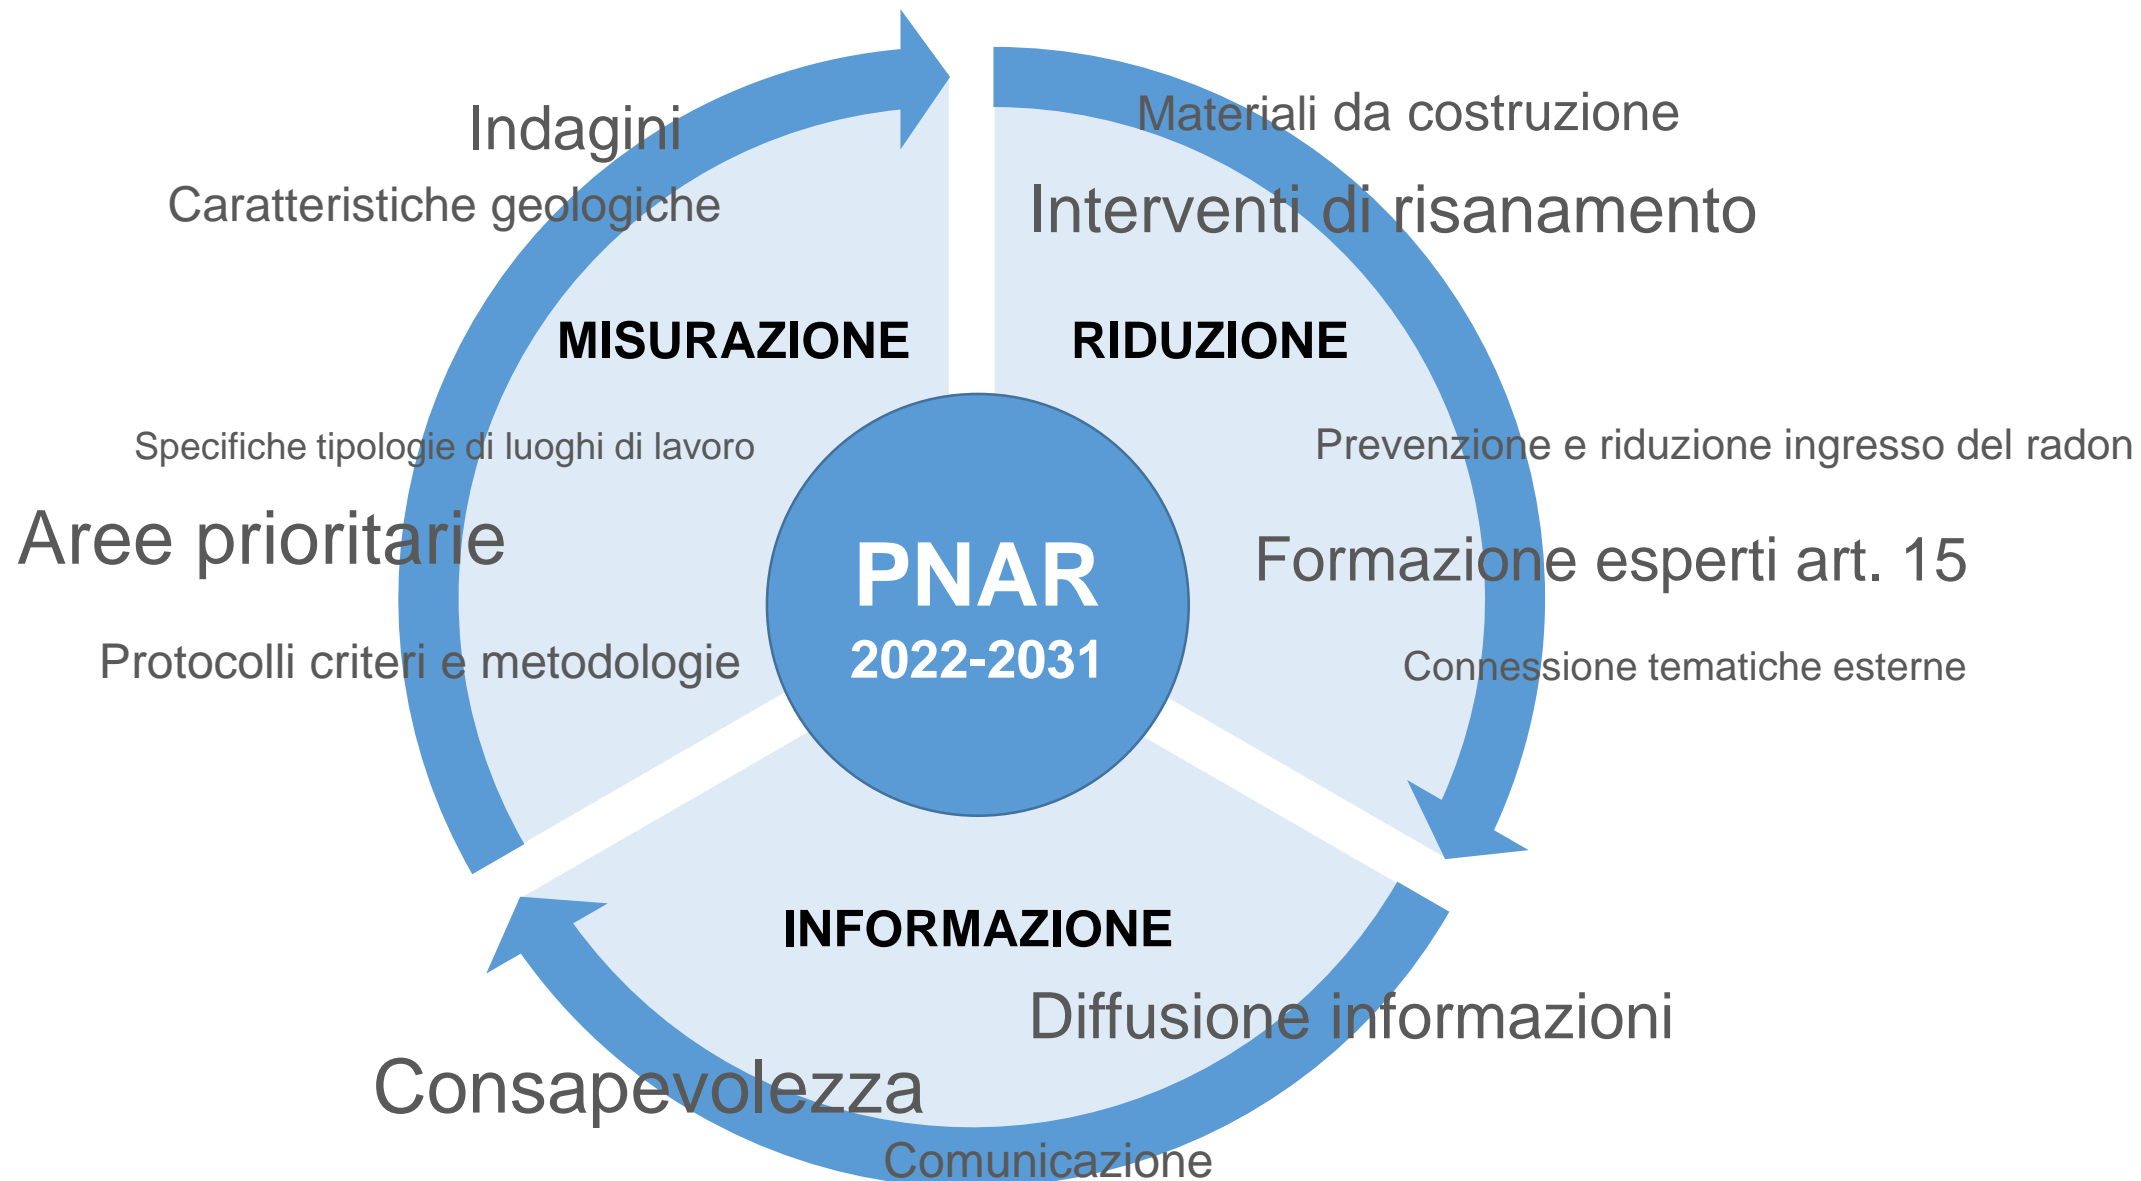 Indagini
Caratteristiche geologiche
Materiali da costruzione
Interventi di risanamento
MISURAZIONE
RIDUZIONE
Specifiche tipologie di luoghi di lavoro
Aree prioritarie
Protocolli criteri e metodologie
PNAR
2022-2031
Prevenzione e riduzione ingresso del radon
Formazione esperti art. 15
Connessione tematiche esterne
INFORMAZIONE
Diffusione informazioni
Consapevolezza
Comunicazione